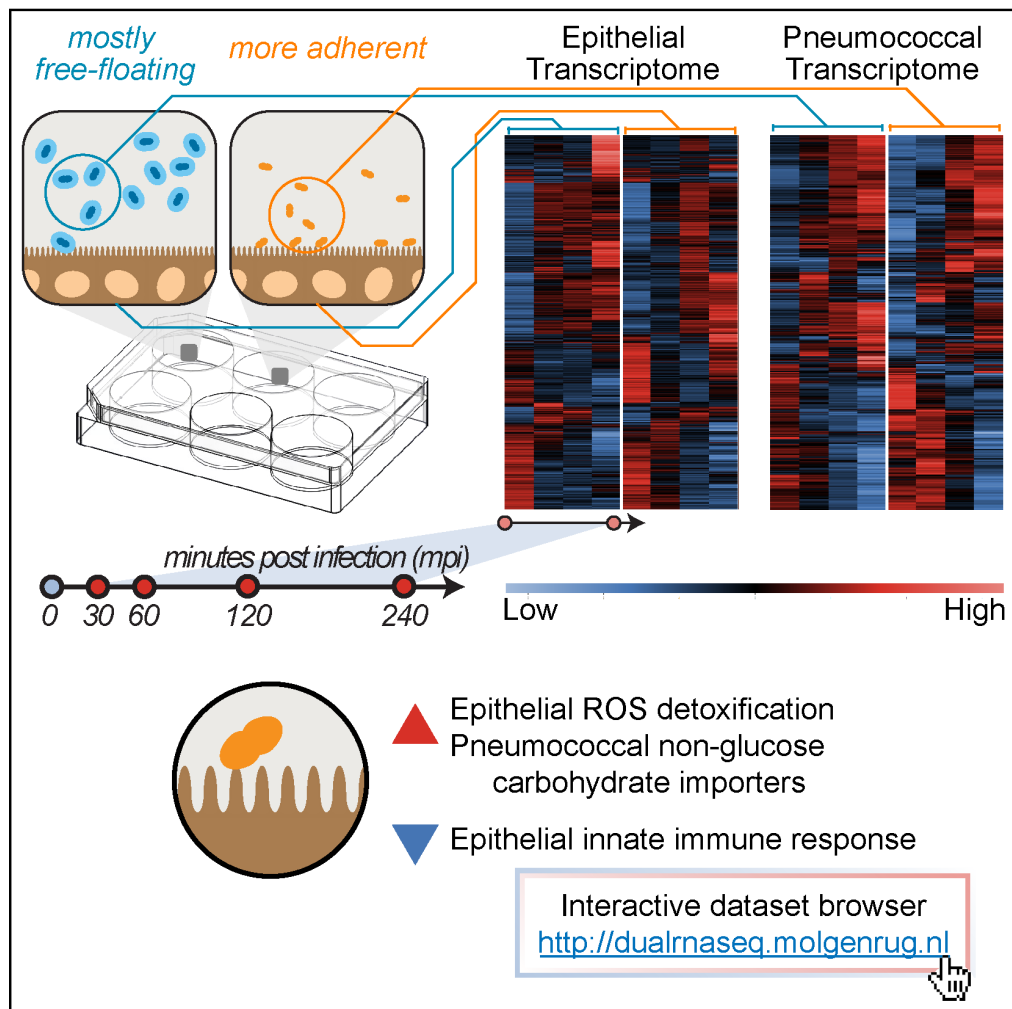 mostly
free-floating
more adherent
Epithelial
Transcriptome
Pneumococcal
Transcriptome
minutes post infection (mpi)
0 30 60 120 240
Low High
Epithelial ROS detoxification
Pneumococcal non-glucose
carbohydrate importers
Epithelial innate immune response
Interactive dataset browser
http://dualrnaseq.molgenrug.nl